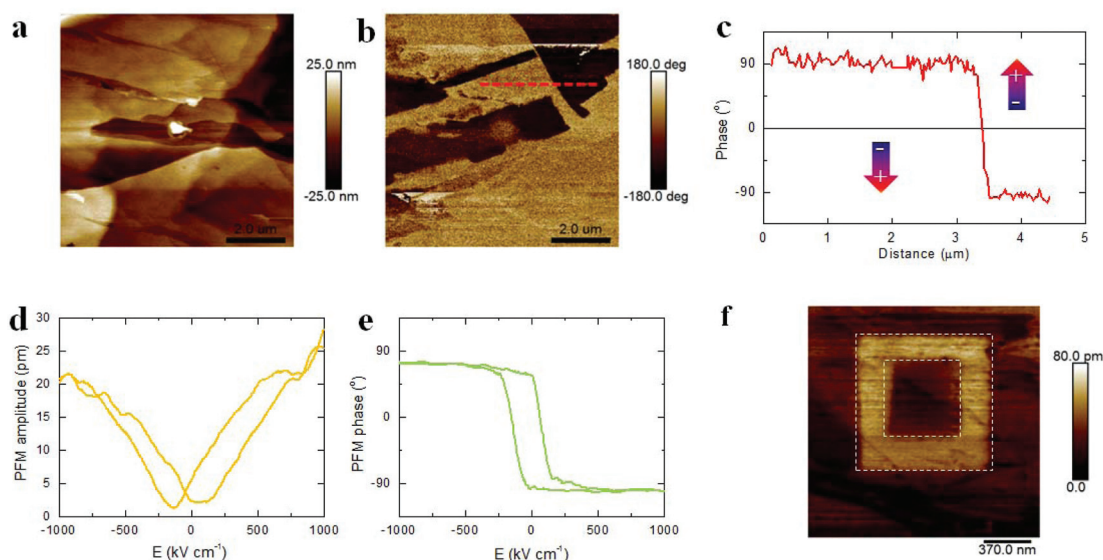 a
25.0 nm
-25.0 nm
2.0 um
b
180.0 deg
-180.0 deg
2.0 um
c
Phase (°)
90
0
-90
+
-
-
+
0 1 2 3 4 5
Distance (μm)
d
PFM amplitude (pm)
30
25
20
15
10
5
0
-1000 -500 0 500 1000
E (kV cm⁻¹)
e
PFM phase (°)
90
0
-90
-1000 -500 0 500 1000
E (kV cm⁻¹)
f
80.0 pm
0.0
370.0 nm